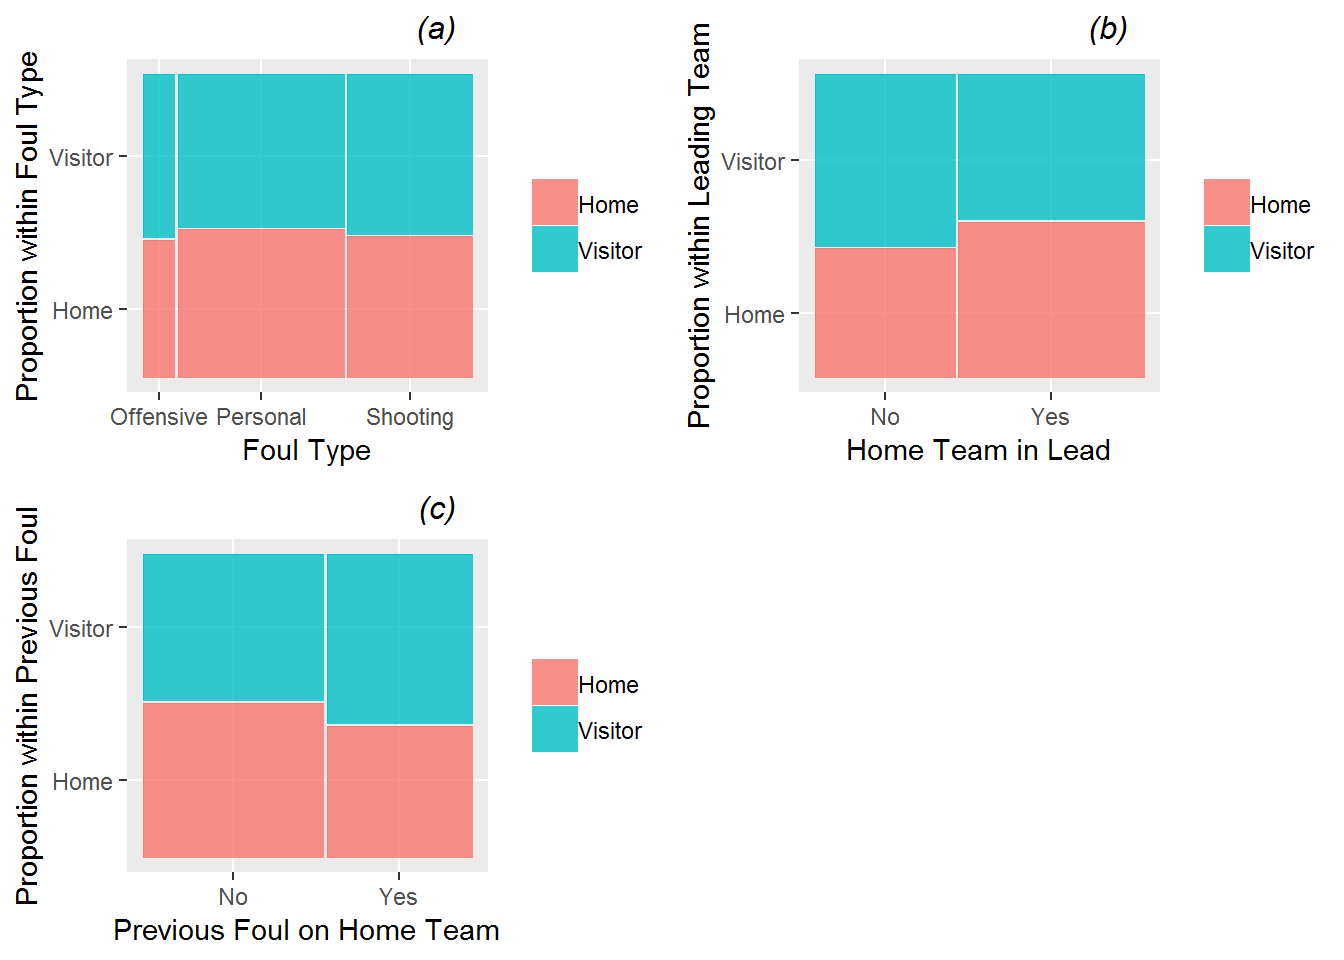 (a)
Proportion within Foul Type
Visitor
Home
Offensive Personal Shooting
Foul Type
Home
Visitor
(b)
Proportion within Leading Team
Visitor
Home
No Yes
Home Team in Lead
Home
Visitor
(c)
Proportion within Previous Foul
Visitor
Home
No Yes
Previous Foul on Home Team
Home
Visitor